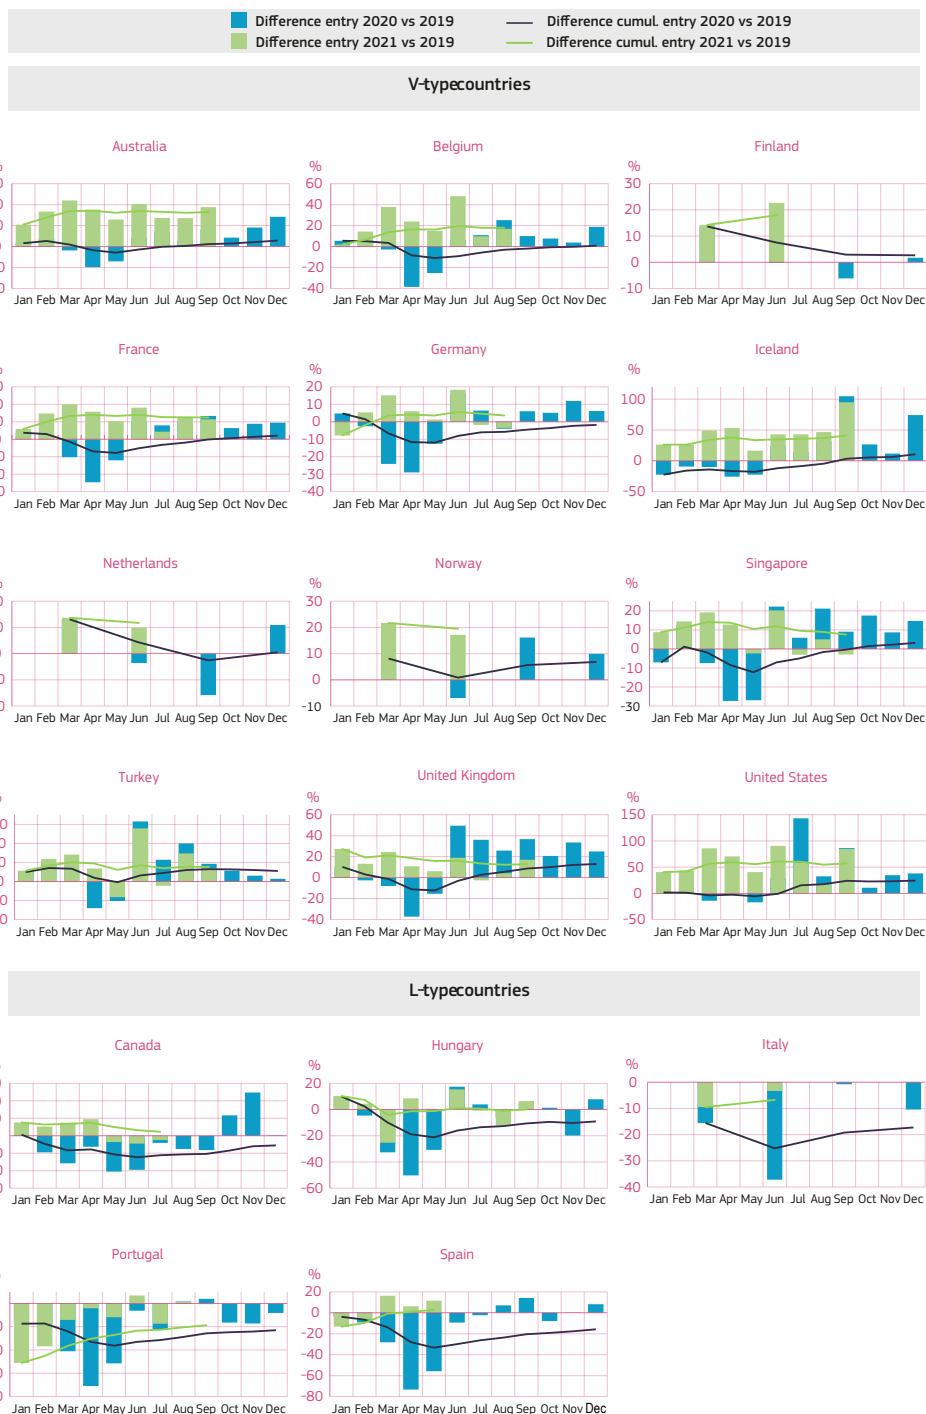 Difference entry 2020 vs 2019 Difference cumul. entry 2020 vs 2019
Difference entry 2021 vs 2019 Difference cumul. entry 2021 vs 2019
V-typecountries
Australia Belgium Finland
% %
60 30
40 20
20 10
0 0
-20
-40 -10
Jan Feb Mar Apr May Jun Jul Aug Sep Oct Nov Dec Jan Feb Mar Apr May Jun Jul Aug Sep Oct Nov Dec Jan Feb Mar Apr May Jun Jul Aug Sep Oct Nov Dec
France Germany Iceland
% %
20 100
10 50
0 0
-10 -50
-20
-30
-40
Jan Feb Mar Apr May Jun Jul Aug Sep Oct Nov Dec Jan Feb Mar Apr May Jun Jul Aug Sep Oct Nov Dec Jan Feb Mar Apr May Jun Jul Aug Sep Oct Nov Dec
Netherlands Norway Singapore
% %
30 20
20 10
10 0
0 -10
-10 -20
-30
Jan Feb Mar Apr May Jun Jul Aug Sep Oct Nov Dec Jan Feb Mar Apr May Jun Jul Aug Sep Oct Nov Dec Jan Feb Mar Apr May Jun Jul Aug Sep Oct Nov Dec
Turkey United Kingdom United States
% %
60 150
40 100
20 50
0 0
-20 -50
-40
Jan Feb Mar Apr May Jun Jul Aug Sep Oct Nov Dec Jan Feb Mar Apr May Jun Jul Aug Sep Oct Nov Dec Jan Feb Mar Apr May Jun Jul Aug Sep Oct Nov Dec
L-typecountries
Canada Hungary Italy
% %
20 0
0 -10
-20 -20
-40 -30
-60 -40
Jan Feb Mar Apr May Jun Jul Aug Sep Oct Nov Dec Jan Feb Mar Apr May Jun Jul Aug Sep Oct Nov Dec Jan Feb Mar Apr May Jun Jul Aug Sep Oct Nov Dec
Portugal Spain
%
20
0
-20
-40
-60
-80
Jan Feb Mar Apr May Jun Jul Aug Sep Oct Nov Dec Jan Feb Mar Apr May Jun Jul Aug Sep Oct Nov Dec